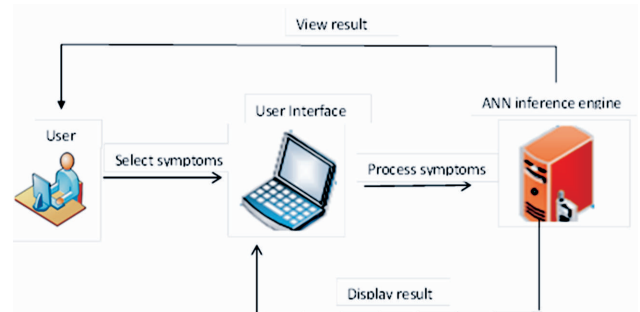 View result
ANN inference engine
User Interface
User
Select symptoms
Process symptoms
Display result